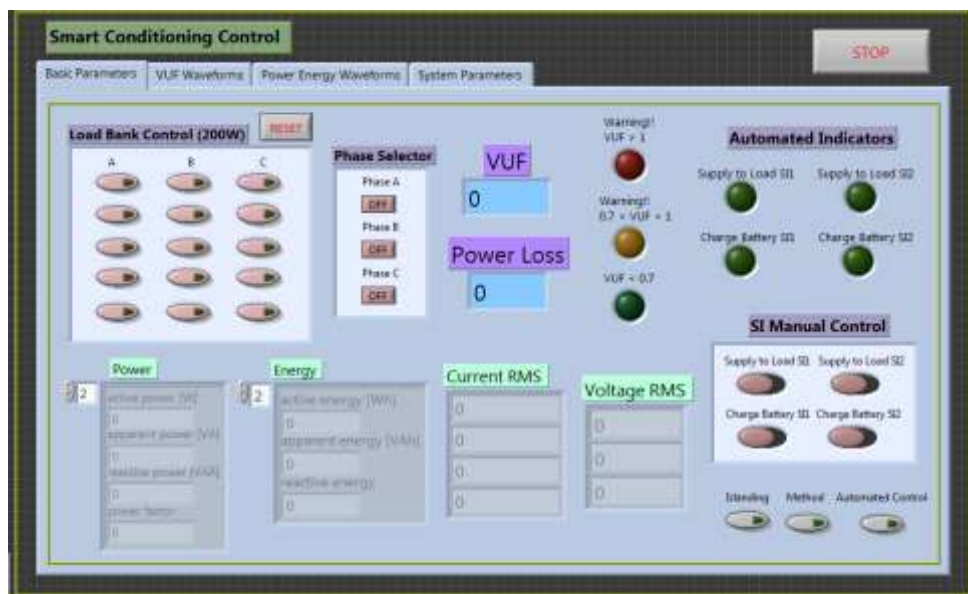 Smart Conditioning Control
STOP
Basic Parameters VUF Waveforms Power Energy Waveforms System Parameters
Load Bank Control (200W) RESET
A B C
Phase Selector
Phase A
OFF
Phase B
OFF
Phase C
OFF
VUF
0
Power Loss
0
Warning!!
VUF > 1
Warning!!
0.7 < VUF < 1
VUF < 0.7
Automated Indicators
Supply to Load SI1 Supply to Load SI2
Charge Battery SI1 Charge Battery SI2
SI Manual Control
Supply to Load SI1 Supply to Load SI2
Charge Battery SI1 Charge Battery SI2
Islanding Method Automated Control
Power
2
active power [W]
0
apparent power [VA]
0
reactive power [VAR]
0
power factor
0
Energy
2
active energy [WH]
0
apparent energy [VAh]
0
reactive energy
0
Current RMS
0
0
0
0
Voltage RMS
0
0
0